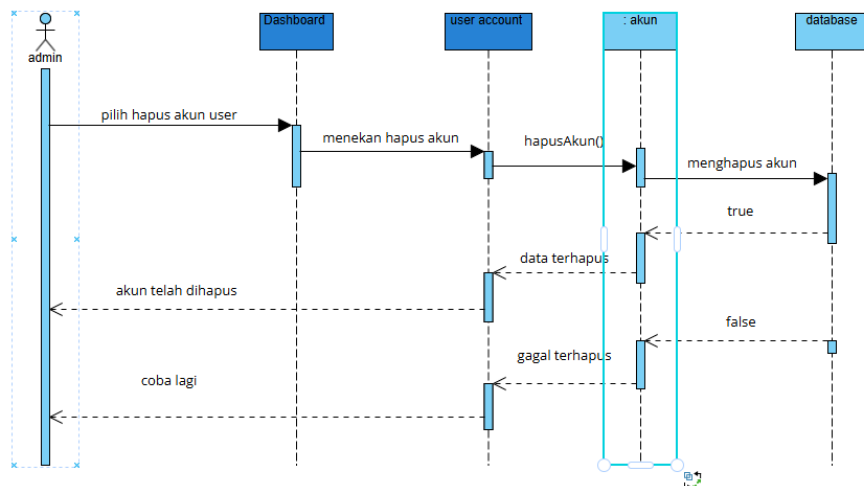 Dashboard
user account
: akun
database
admin
pilih hapus akun user
menekan hapus akun
hapusAkun()
menghapus akun
true
data terhapus
akun telah dihapus
false
gagal terhapus
coba lagi